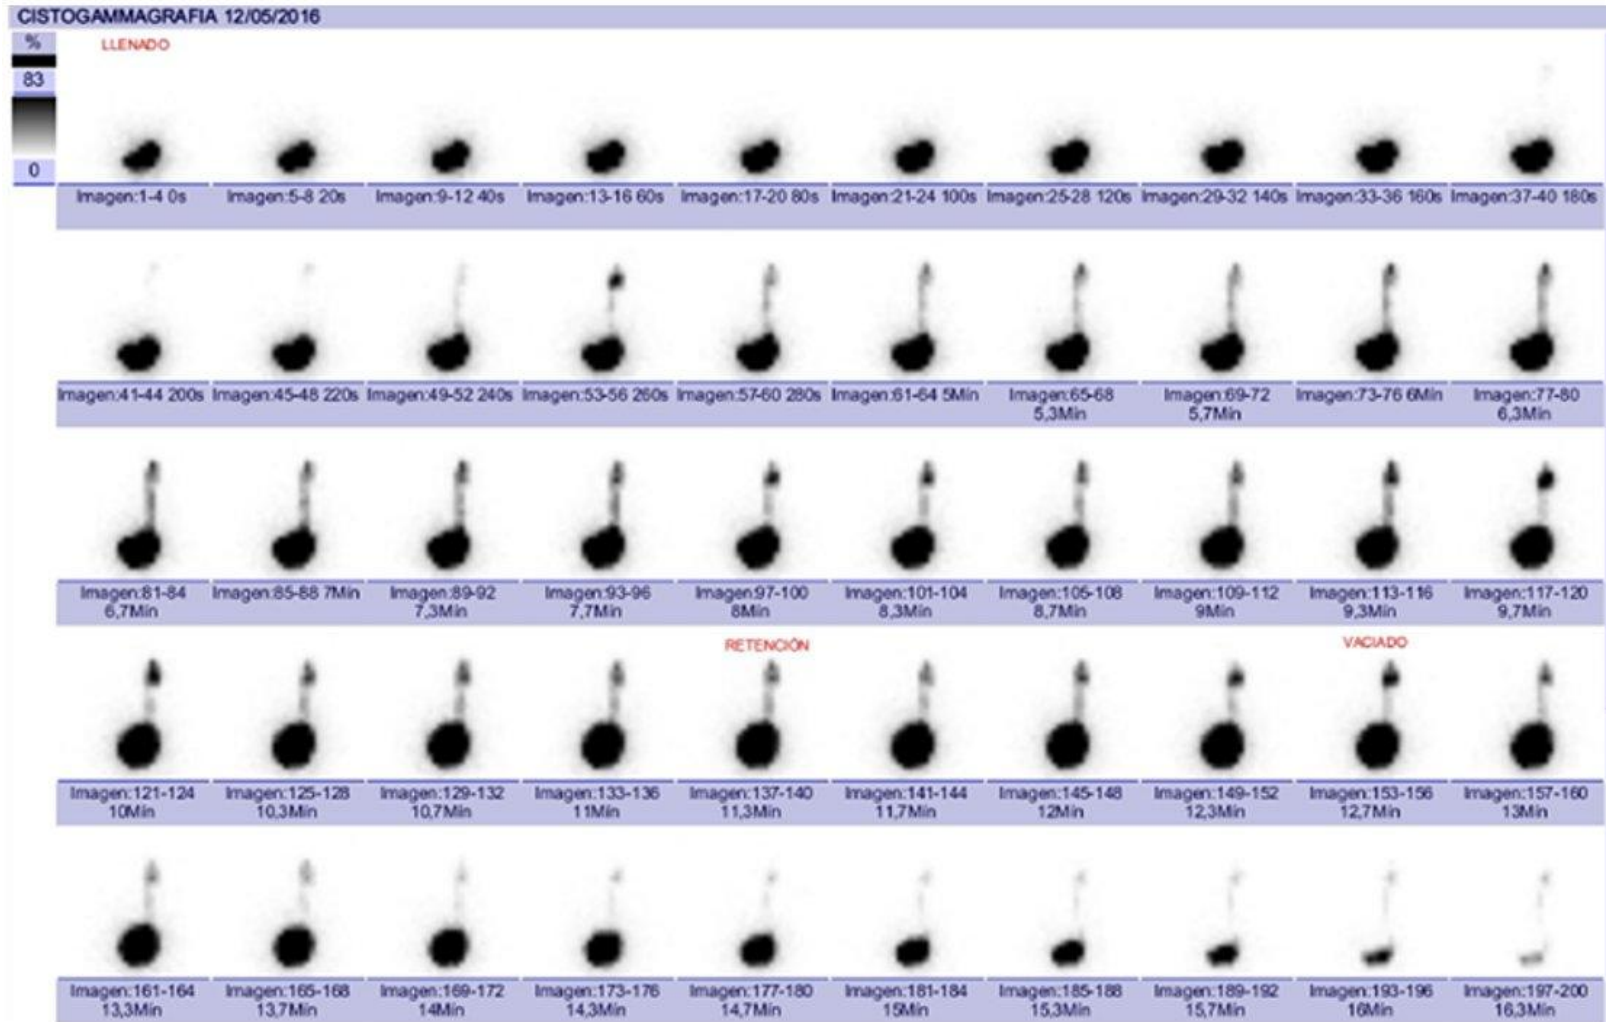 CISTOGAMMAGRAFIA 12/05/2016
%
83
0
LLENADO
Imagen:1-4 0s Imagen:5-8 20s Imagen:9-12 40s Imagen:13-16 60s Imagen:17-20 80s Imagen:21-24 100s Imagen:25-28 120s Imagen:29-32 140s Imagen:33-36 160s Imagen:37-40 180s
Imagen:41-44 200s Imagen:45-48 220s Imagen:49-52 240s Imagen:53-56 260s Imagen:57-60 280s Imagen:61-64 5Min Imagen:65-68 Imagen:69-72 Imagen:73-76 6Min Imagen:77-80
5,3Min 5,7Min 6,3Min
Imagen:81-84 Imagen:85-88 7Min Imagen:89-92 Imagen:93-96 Imagen:97-100 Imagen:101-104 Imagen:105-108 Imagen:109-112 Imagen:113-116 Imagen:117-120
6,7Min 7,3Min 7,7Min 8Min 8,3Min 8,7Min 9Min 9,3Min 9,7Min
RETENCIÓN VACIADO
Imagen:121-124 Imagen:125-128 Imagen:129-132 Imagen:133-136 Imagen:137-140 Imagen:141-144 Imagen:145-148 Imagen:149-152 Imagen:153-156 Imagen:157-160
10Min 10,3Min 10,7Min 11Min 11,3Min 11,7Min 12Min 12,3Min 12,7Min 13Min
Imagen:161-164 Imagen:165-168 Imagen:169-172 Imagen:173-176 Imagen:177-180 Imagen:181-184 Imagen:185-188 Imagen:189-192 Imagen:193-196 Imagen:197-200
13,3Min 13,7Min 14Min 14,3Min 14,7Min 15Min 15,3Min 15,7Min 16Min 16,3Min